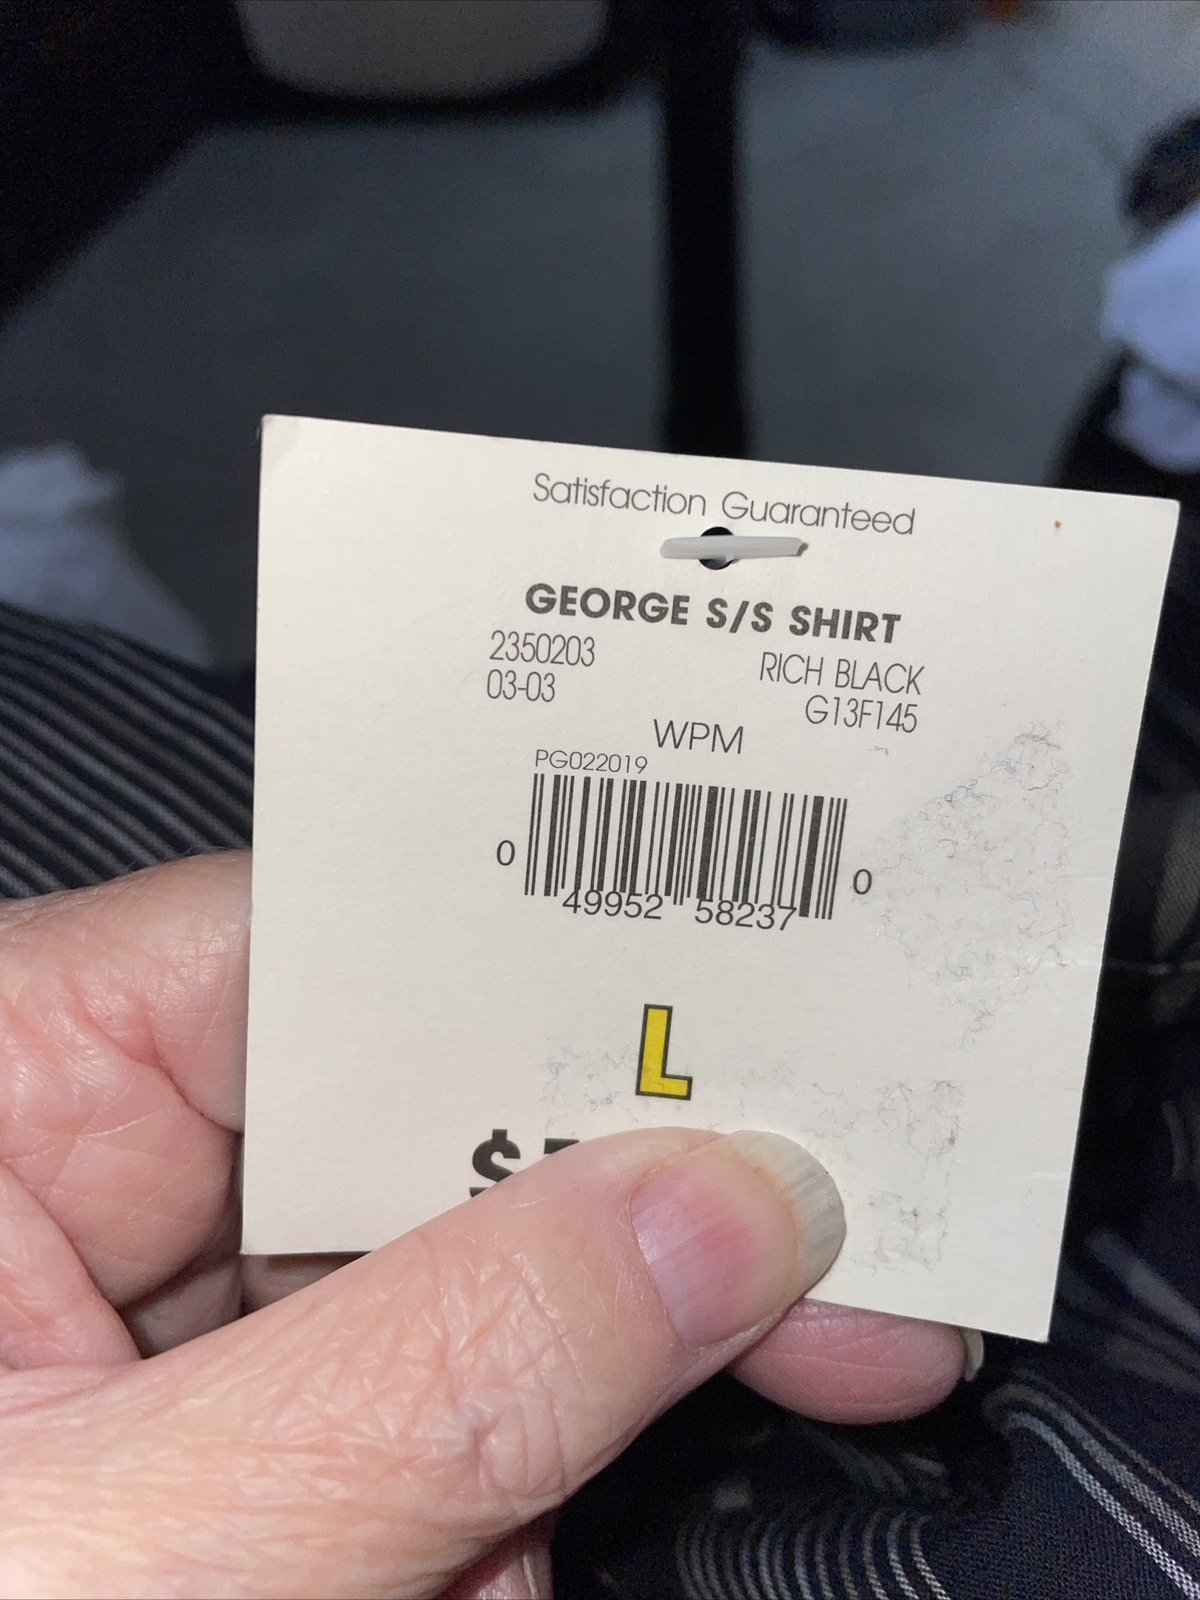 Satisfaction Guaranteed
GEORGE S/S SHIRT
2350203 RICH BLACK
03-03 G13F145
WPM
PG022019
0 49952 58237 0
L
$